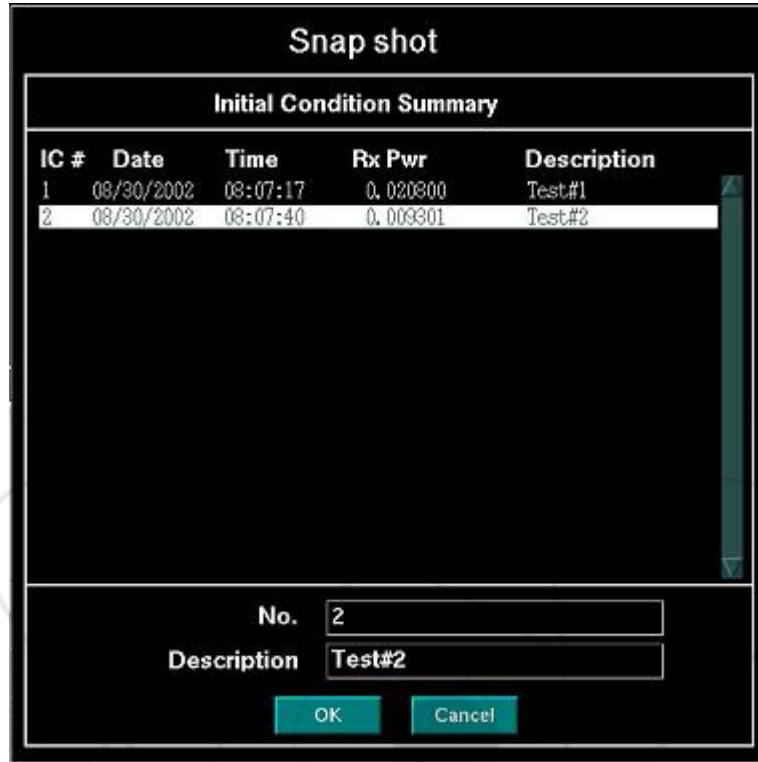 Snap shot
Initial Condition Summary
IC # Date Time Rx Pwr Description
1 08/30/2002 08:07:17 0.020800 Test#1
2 08/30/2002 08:07:40 0.009301 Test#2
No. 2
Description Test#2
OK Cancel